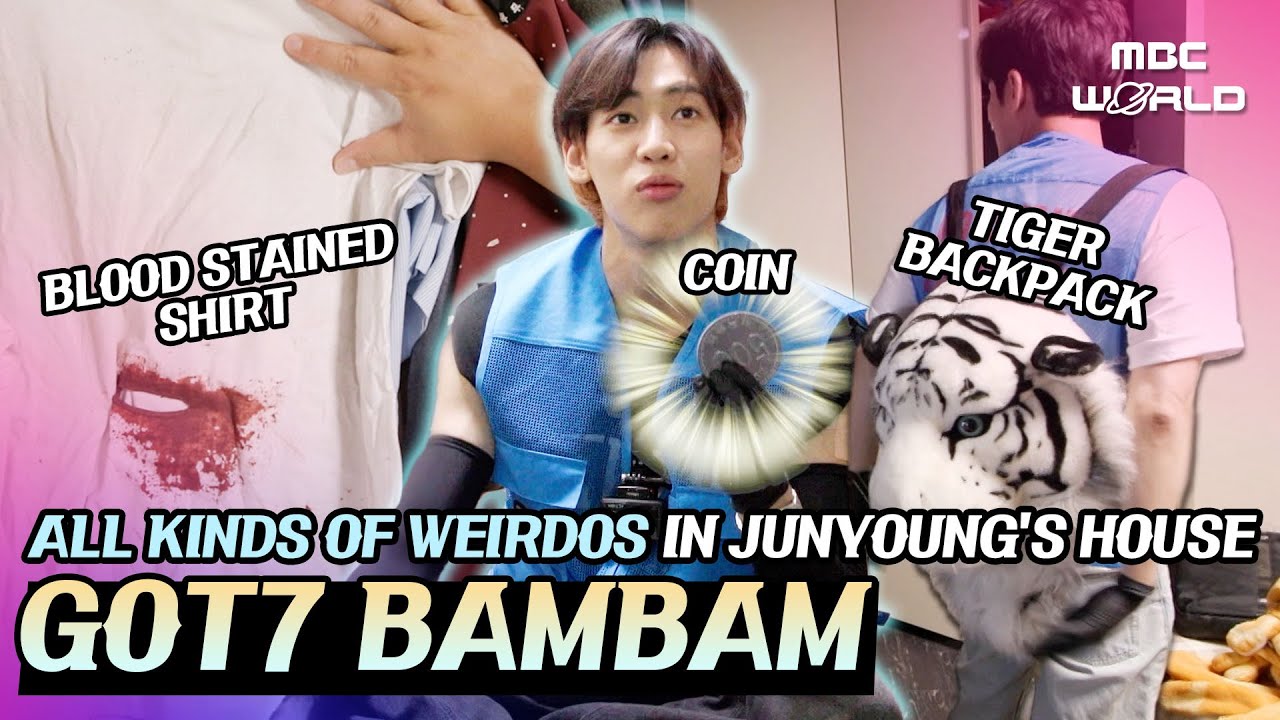 MBC
WORLD
BLOOD STAINED
SHIRT
COIN
TIGER
BACKPACK
ALL KINDS OF WEIRDOS IN JUNYOUNG'S HOUSE
GOT7 BAMBAM